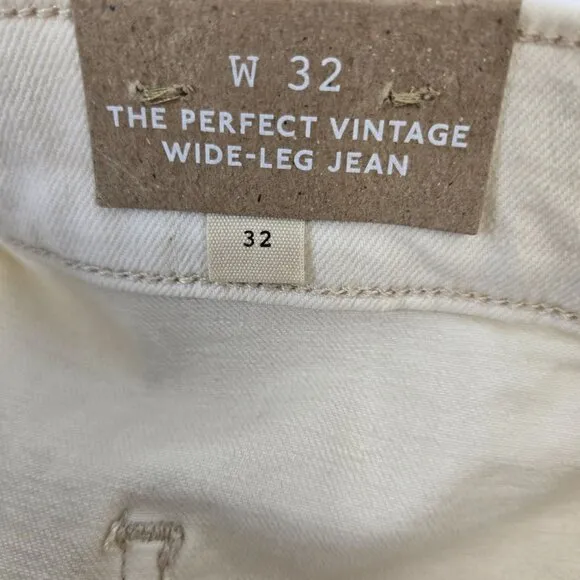 W 32
THE PERFECT VINTAGE
WIDE-LEG JEAN
32